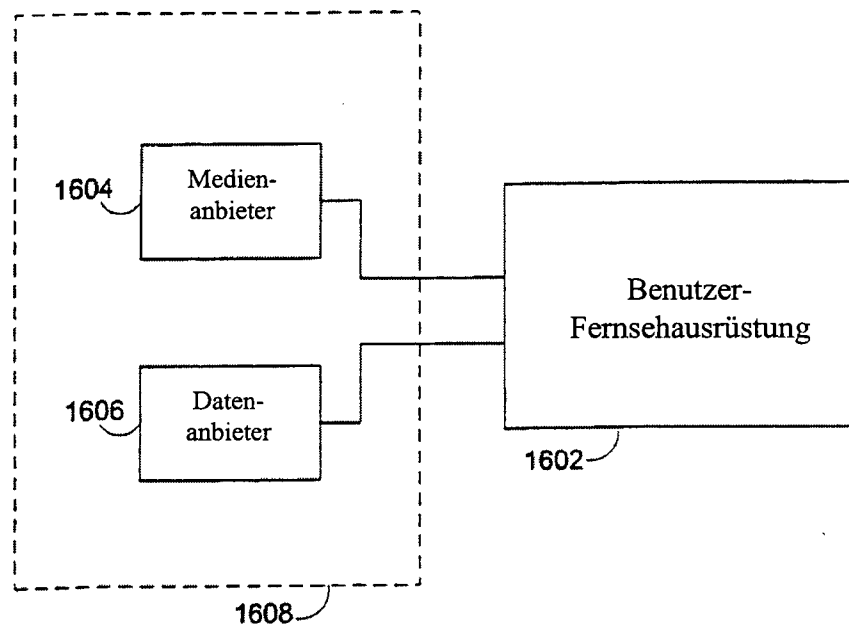 1604
Medien-
anbieter
Benutzer-
Fernsehausrüstung
1606
Daten-
anbieter
1602
1608